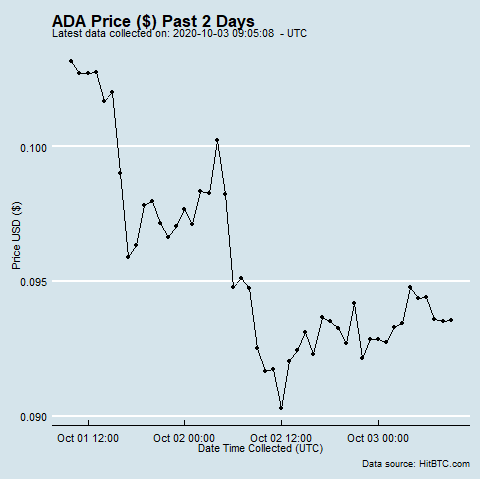 ADA Price ($) Past 2 Days
Latest data collected on: 2020-10-03 09:05:08 - UTC
0.100
0.095
0.090
Price USD ($)
Oct 01 12:00 Oct 02 00:00 Oct 02 12:00 Oct 03 00:00
Date Time Collected (UTC)
Data source: HitBTC.com